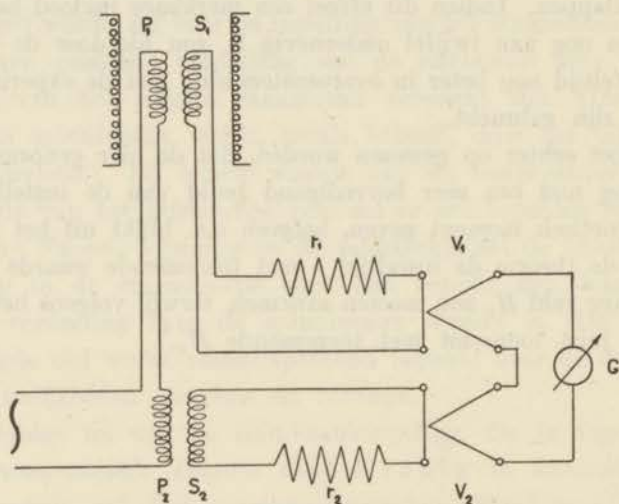 P₁ S₁
r₁ V₁
G
P₂ S₂ r₂ V₂